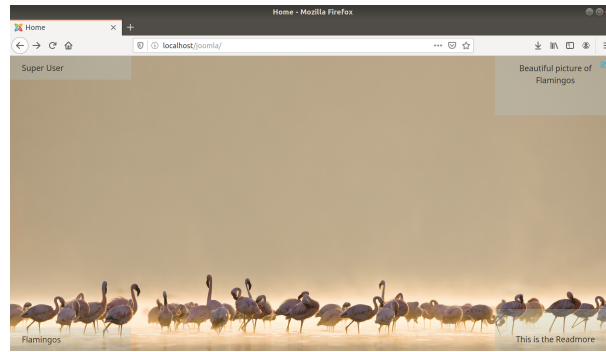 Home - Mozilla Firefox
Home
localhost/joomla/
Super User
Beautiful picture of
Flamingos
Flamingos
This is the Readmore